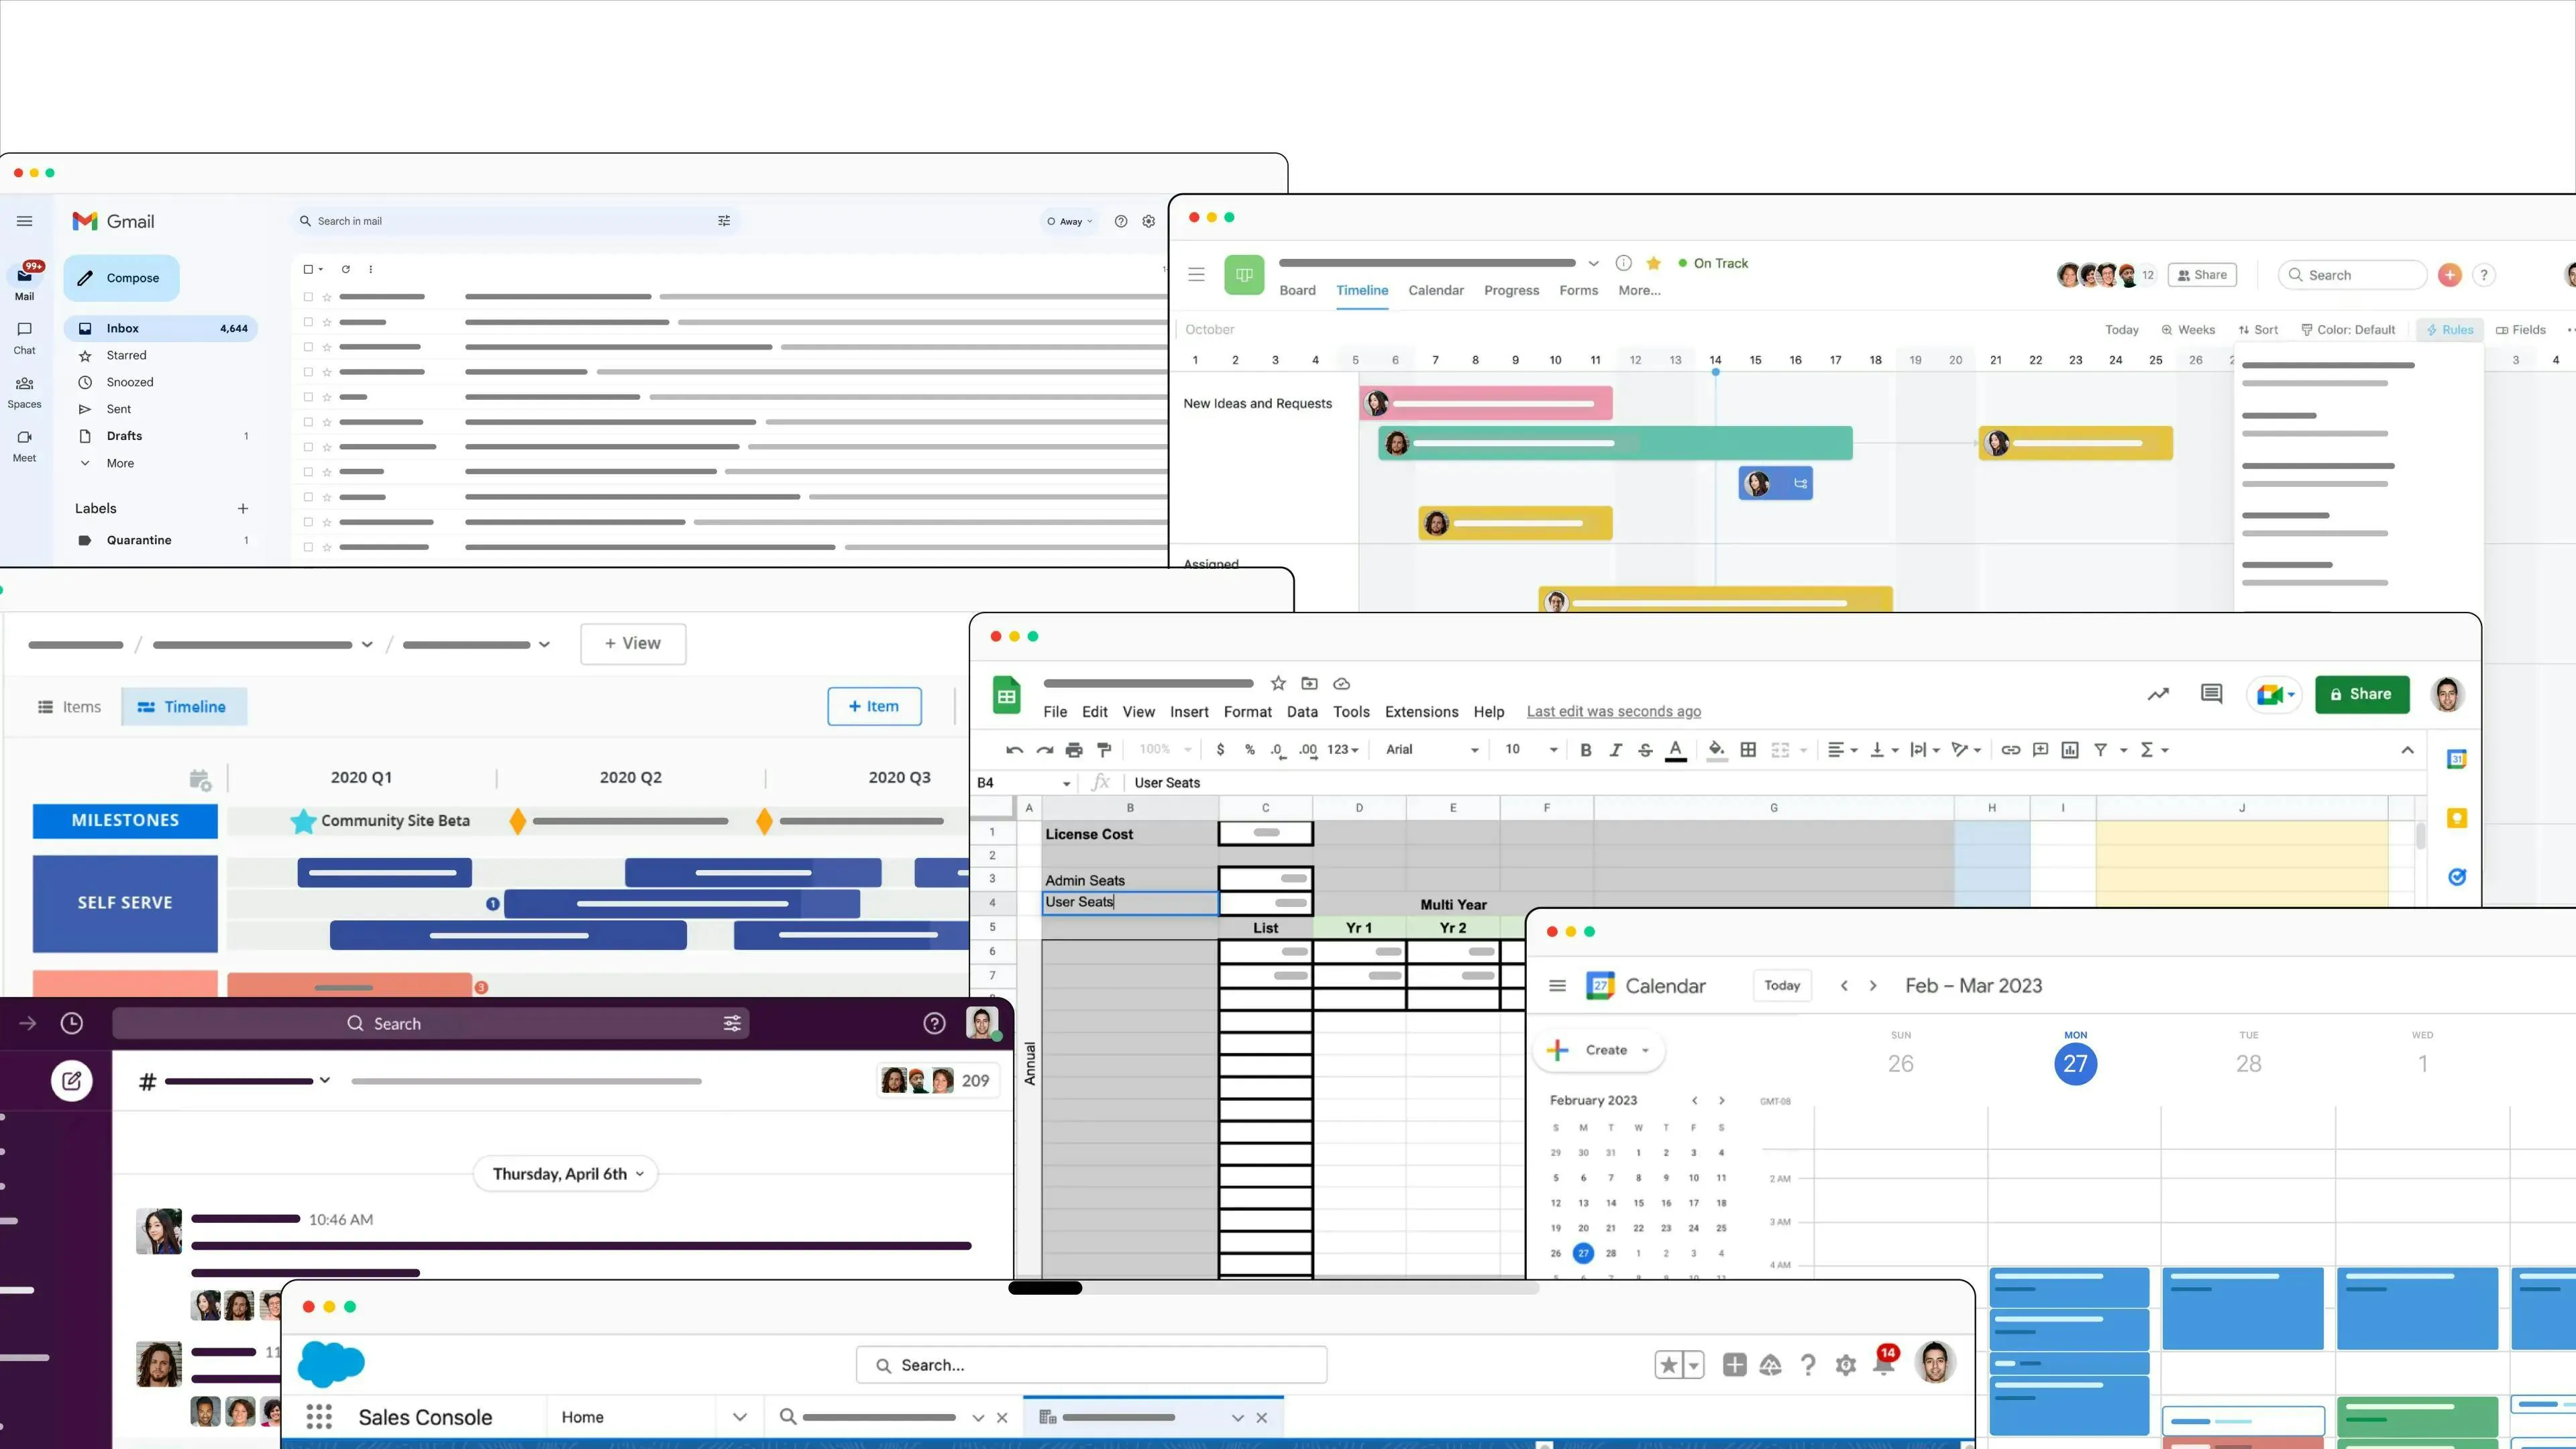 Gmail
Search in mail
Away
99+
Mail
Compose
Chat
Inbox 4,644
Starred
Snoozed
Spaces
Sent
Drafts 1
Meet
More
Labels
Quarantine 1
On Track
12
Share
Search
Board Timeline Calendar Progress Forms More...
October
Today Weeks Sort Color: Default Rules Fields
1 2 3 4 5 6 7 8 9 10 11 12 13 14 15 16 17 18 19 20 21 22 23 24 25 26 3 4
New Ideas and Requests
Assigned
+ View
Items Timeline
+ Item
2020 Q1 2020 Q2 2020 Q3
MILESTONES
Community Site Beta
SELF SERVE
1
3
File Edit View Insert Format Data Tools Extensions Help Last edit was seconds ago
Share
100% $ % .0 .00 123 Arial 10 B I S A
31
B4 fx User Seats
A B C D E F G H I J
1 License Cost
2
3 Admin Seats
4 User Seats Multi Year
5 List Yr 1 Yr 2
6
7
Annual
Search
# 209
Thursday, April 6th
10:46 AM
11
27 Calendar
Today
Feb – Mar 2023
Create
SUN MON TUE WED
26 27 28 1
February 2023
GMT-08
S M T W T F S
29 30 31 1 2 3 4
5 6 7 8 9 10 11
12 13 14 15 16 17 18
19 20 21 22 23 24 25
26 27 28 1 2 3 4
2 AM
3 AM
4 AM
Search...
14
Sales Console
Home